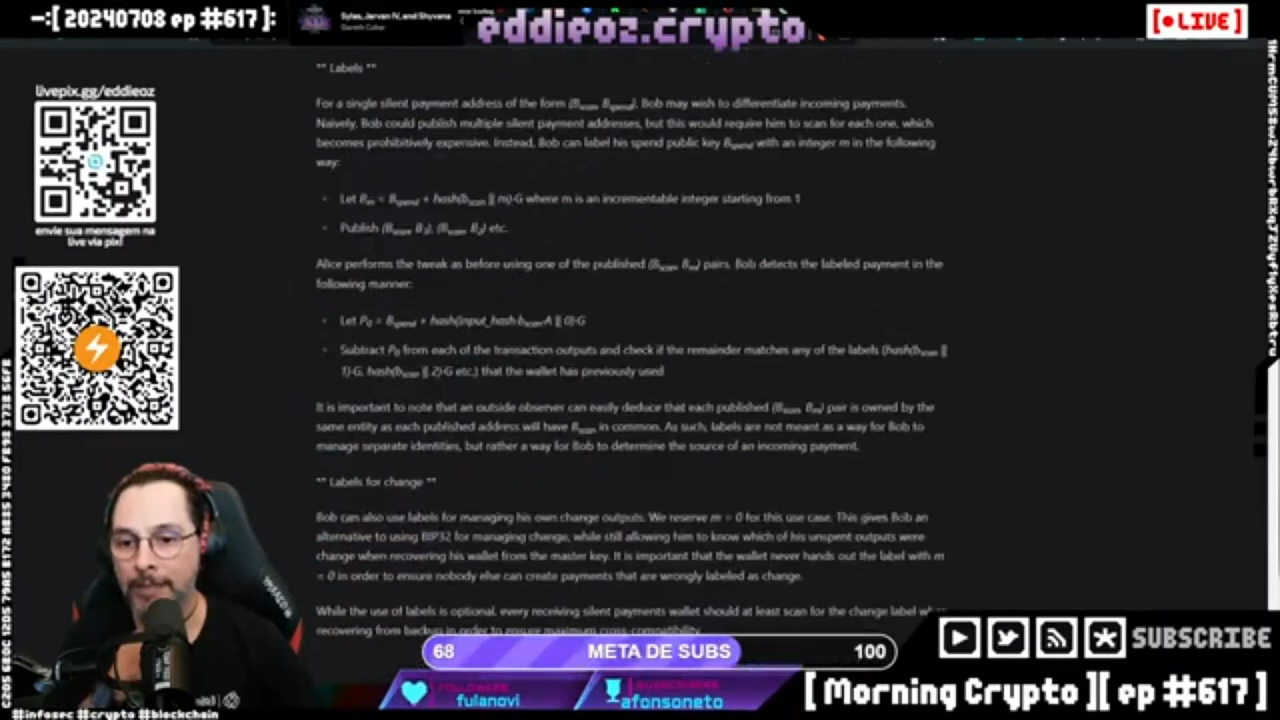 -:[ 20240708 ep #617 ]:
Sylas, Jarvan IV, and Shyvana
Gareth Coker
eddieoz.crypto
[•LIVE]
livepix.gg/eddieoz
envie sua mensagem na
live via pix!
** Labels **
For a single silent payment address of the form (Bscan, Bspend), Bob may wish to differentiate incoming payments.
Naively, Bob could publish multiple silent payment addresses, but this would require him to scan for each one, which
becomes prohibitively expensive. Instead, Bob can label his spend public key Bspend with an integer m in the following
way:
• Let Bm = Bspend + hash(bscan || m)·G where m is an incrementable integer starting from 1
• Publish (Bscan, B1), (Bscan, B2) etc.
Alice performs the tweak as before using one of the published (Bscan, Bm) pairs. Bob detects the labeled payment in the
following manner:
• Let P0 = Bspend + hash(input_hash·bscan·A || 0)·G
• Subtract P0 from each of the transaction outputs and check if the remainder matches any of the labels (hash(bscan ||
1)·G, hash(bscan || 2)·G etc.) that the wallet has previously used
It is important to note that an outside observer can easily deduce that each published (Bscan, Bm) pair is owned by the
same entity as each published address will have Bscan in common. As such, labels are not meant as a way for Bob to
manage separate identities, but rather a way for Bob to determine the source of an incoming payment.
** Labels for change **
Bob can also use labels for managing his own change outputs. We reserve m = 0 for this use case. This gives Bob an
alternative to using BIP32 for managing change, while still allowing him to know which of his unspent outputs were
change when recovering his wallet from the master key. It is important that the wallet never hands out the label with m
= 0 in order to ensure nobody else can create payments that are wrongly labeled as change.
While the use of labels is optional, every receiving silent payments wallet should at least scan for the change label
recovering from backup in order to ensure maximum cross-compatibility.
68 META DE SUBS 100
FOLLOWERS
fulanovi
SUBSCRIBERS
afonsoneto
SUBSCRIBE
[ Morning Crypto ][ ep #617 ]
#infosec #crypto #blockchain